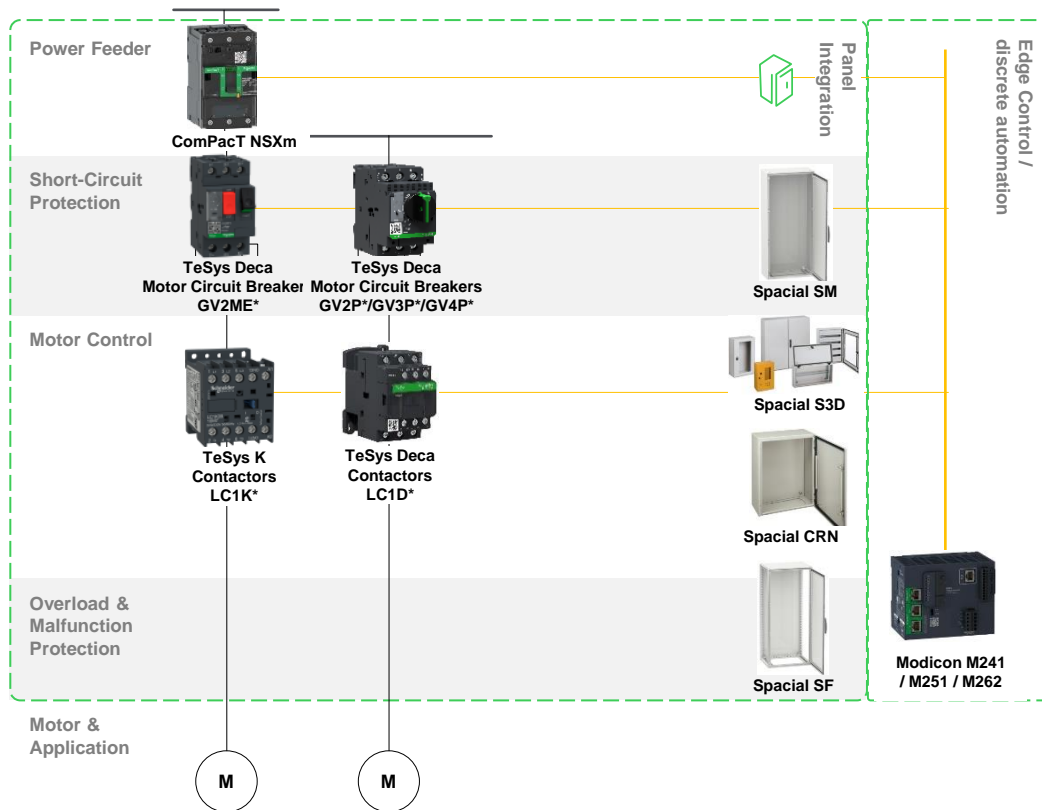 Power Feeder
Panel
Integration
Edge Control /
discrete automation
ComPacT NSXm
Short-Circuit
Protection
TeSys Deca
Motor Circuit Breaker
GV2ME*
TeSys Deca
Motor Circuit Breakers
GV2P*/GV3P*/GV4P*
Spacial SM
Motor Control
Schneider
TeSys K
Contactors
LC1K*
TeSys Deca
Contactors
LC1D*
Spacial S3D
Spacial CRN
Overload &
Malfunction
Protection
Spacial SF
Modicon M241
/ M251 / M262
Motor &
Application
M
M